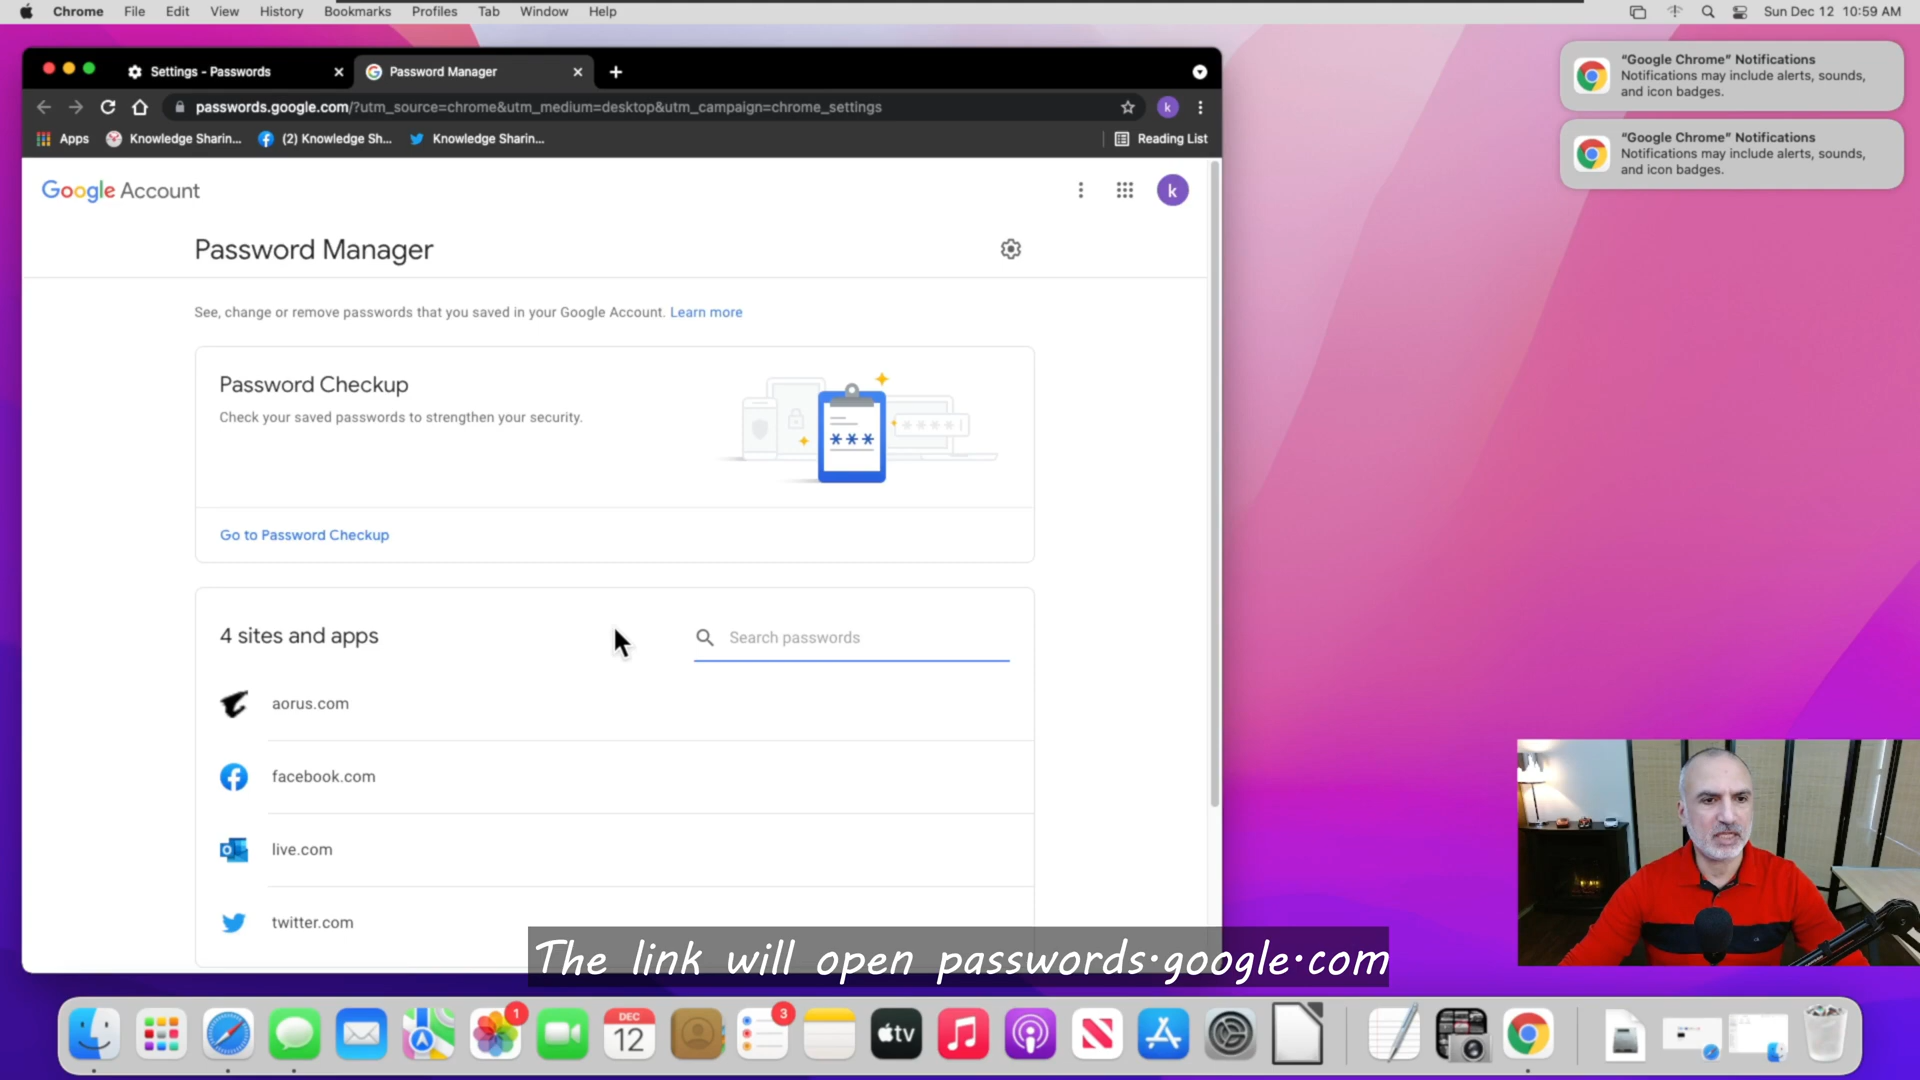 Chrome File Edit View History Bookmarks Profiles Tab Window Help
Sun Dec 12 10:59 AM
Settings - Passwords
Password Manager
passwords.google.com/?utm_source=chrome&utm_medium=desktop&utm_campaign=chrome_settings
k
Apps
Knowledge Sharin...
(2) Knowledge Sh...
Knowledge Sharin...
Reading List
"Google Chrome" Notifications
Notifications may include alerts, sounds,
and icon badges.
"Google Chrome" Notifications
Notifications may include alerts, sounds,
and icon badges.
Google Account
k
Password Manager
See, change or remove passwords that you saved in your Google Account. Learn more
Password Checkup
Check your saved passwords to strengthen your security.
***
****|
Go to Password Checkup
4 sites and apps
Search passwords
aorus.com
facebook.com
live.com
twitter.com
The link will open passwords.google.com
1
DEC
12
3
tv